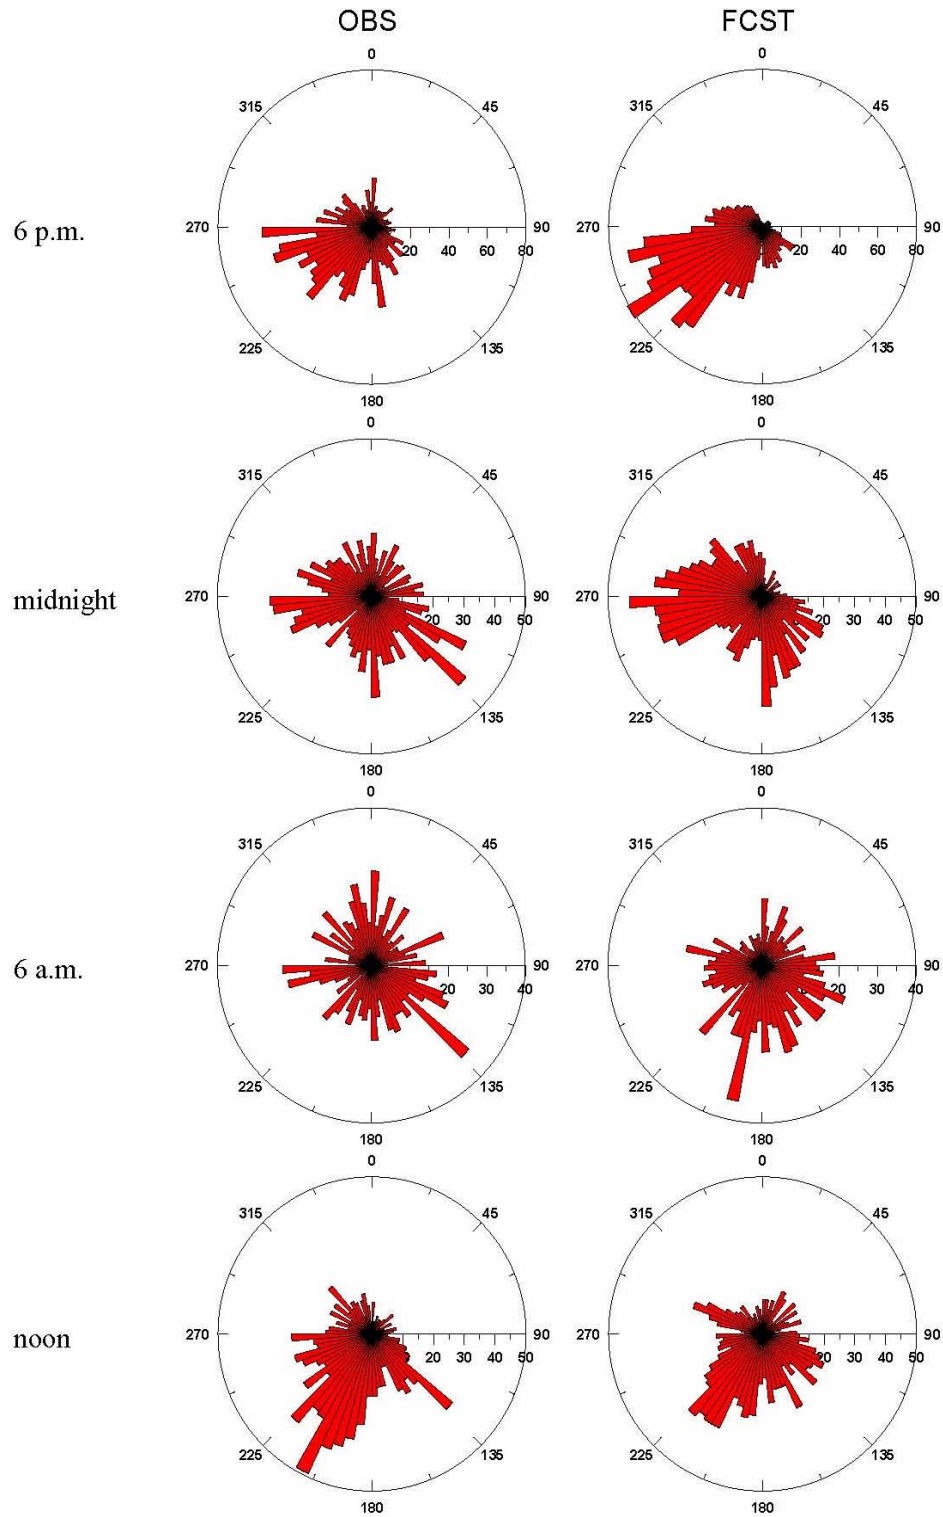 OBS FCST
0 0
315 45 315 45
6 p.m. 270 90 270 90
20 40 60 80 20 40 60 80
225 135 225 135
180 180
0 0
315 45 315 45
midnight 270 90 270 90
20 30 40 50 20 30 40 50
225 135 225 135
180 180
0 0
315 45 315 45
6 a.m. 270 90 270 90
20 30 40 20 30 40
225 135 225 135
180 180
0 0
315 45 315 45
noon 270 90 270 90
20 30 40 50 20 30 40 50
225 135 225 135
180 180